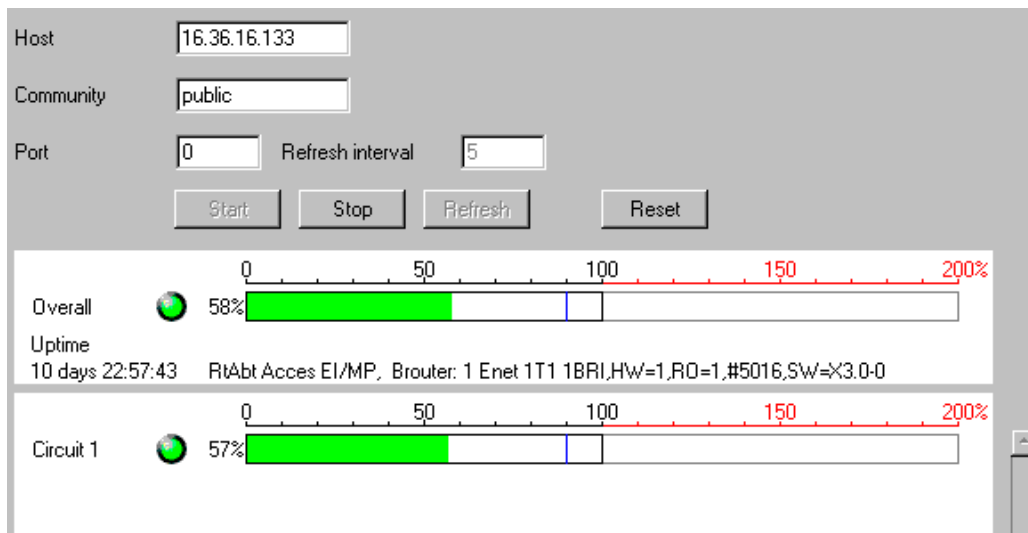 Host 16.36.16.133
Community public
Port 0 Refresh interval 5
Start Stop Refresh Reset
0 50 100 150 200%
Overall 58%
Uptime
10 days 22:57:43 RtAbt Acces EI/MP, Brouter: 1 Enet 1T1 1BRI,HW=1,RO=1,#5016,SW=X3.0-0
0 50 100 150 200%
Circuit 1 57%